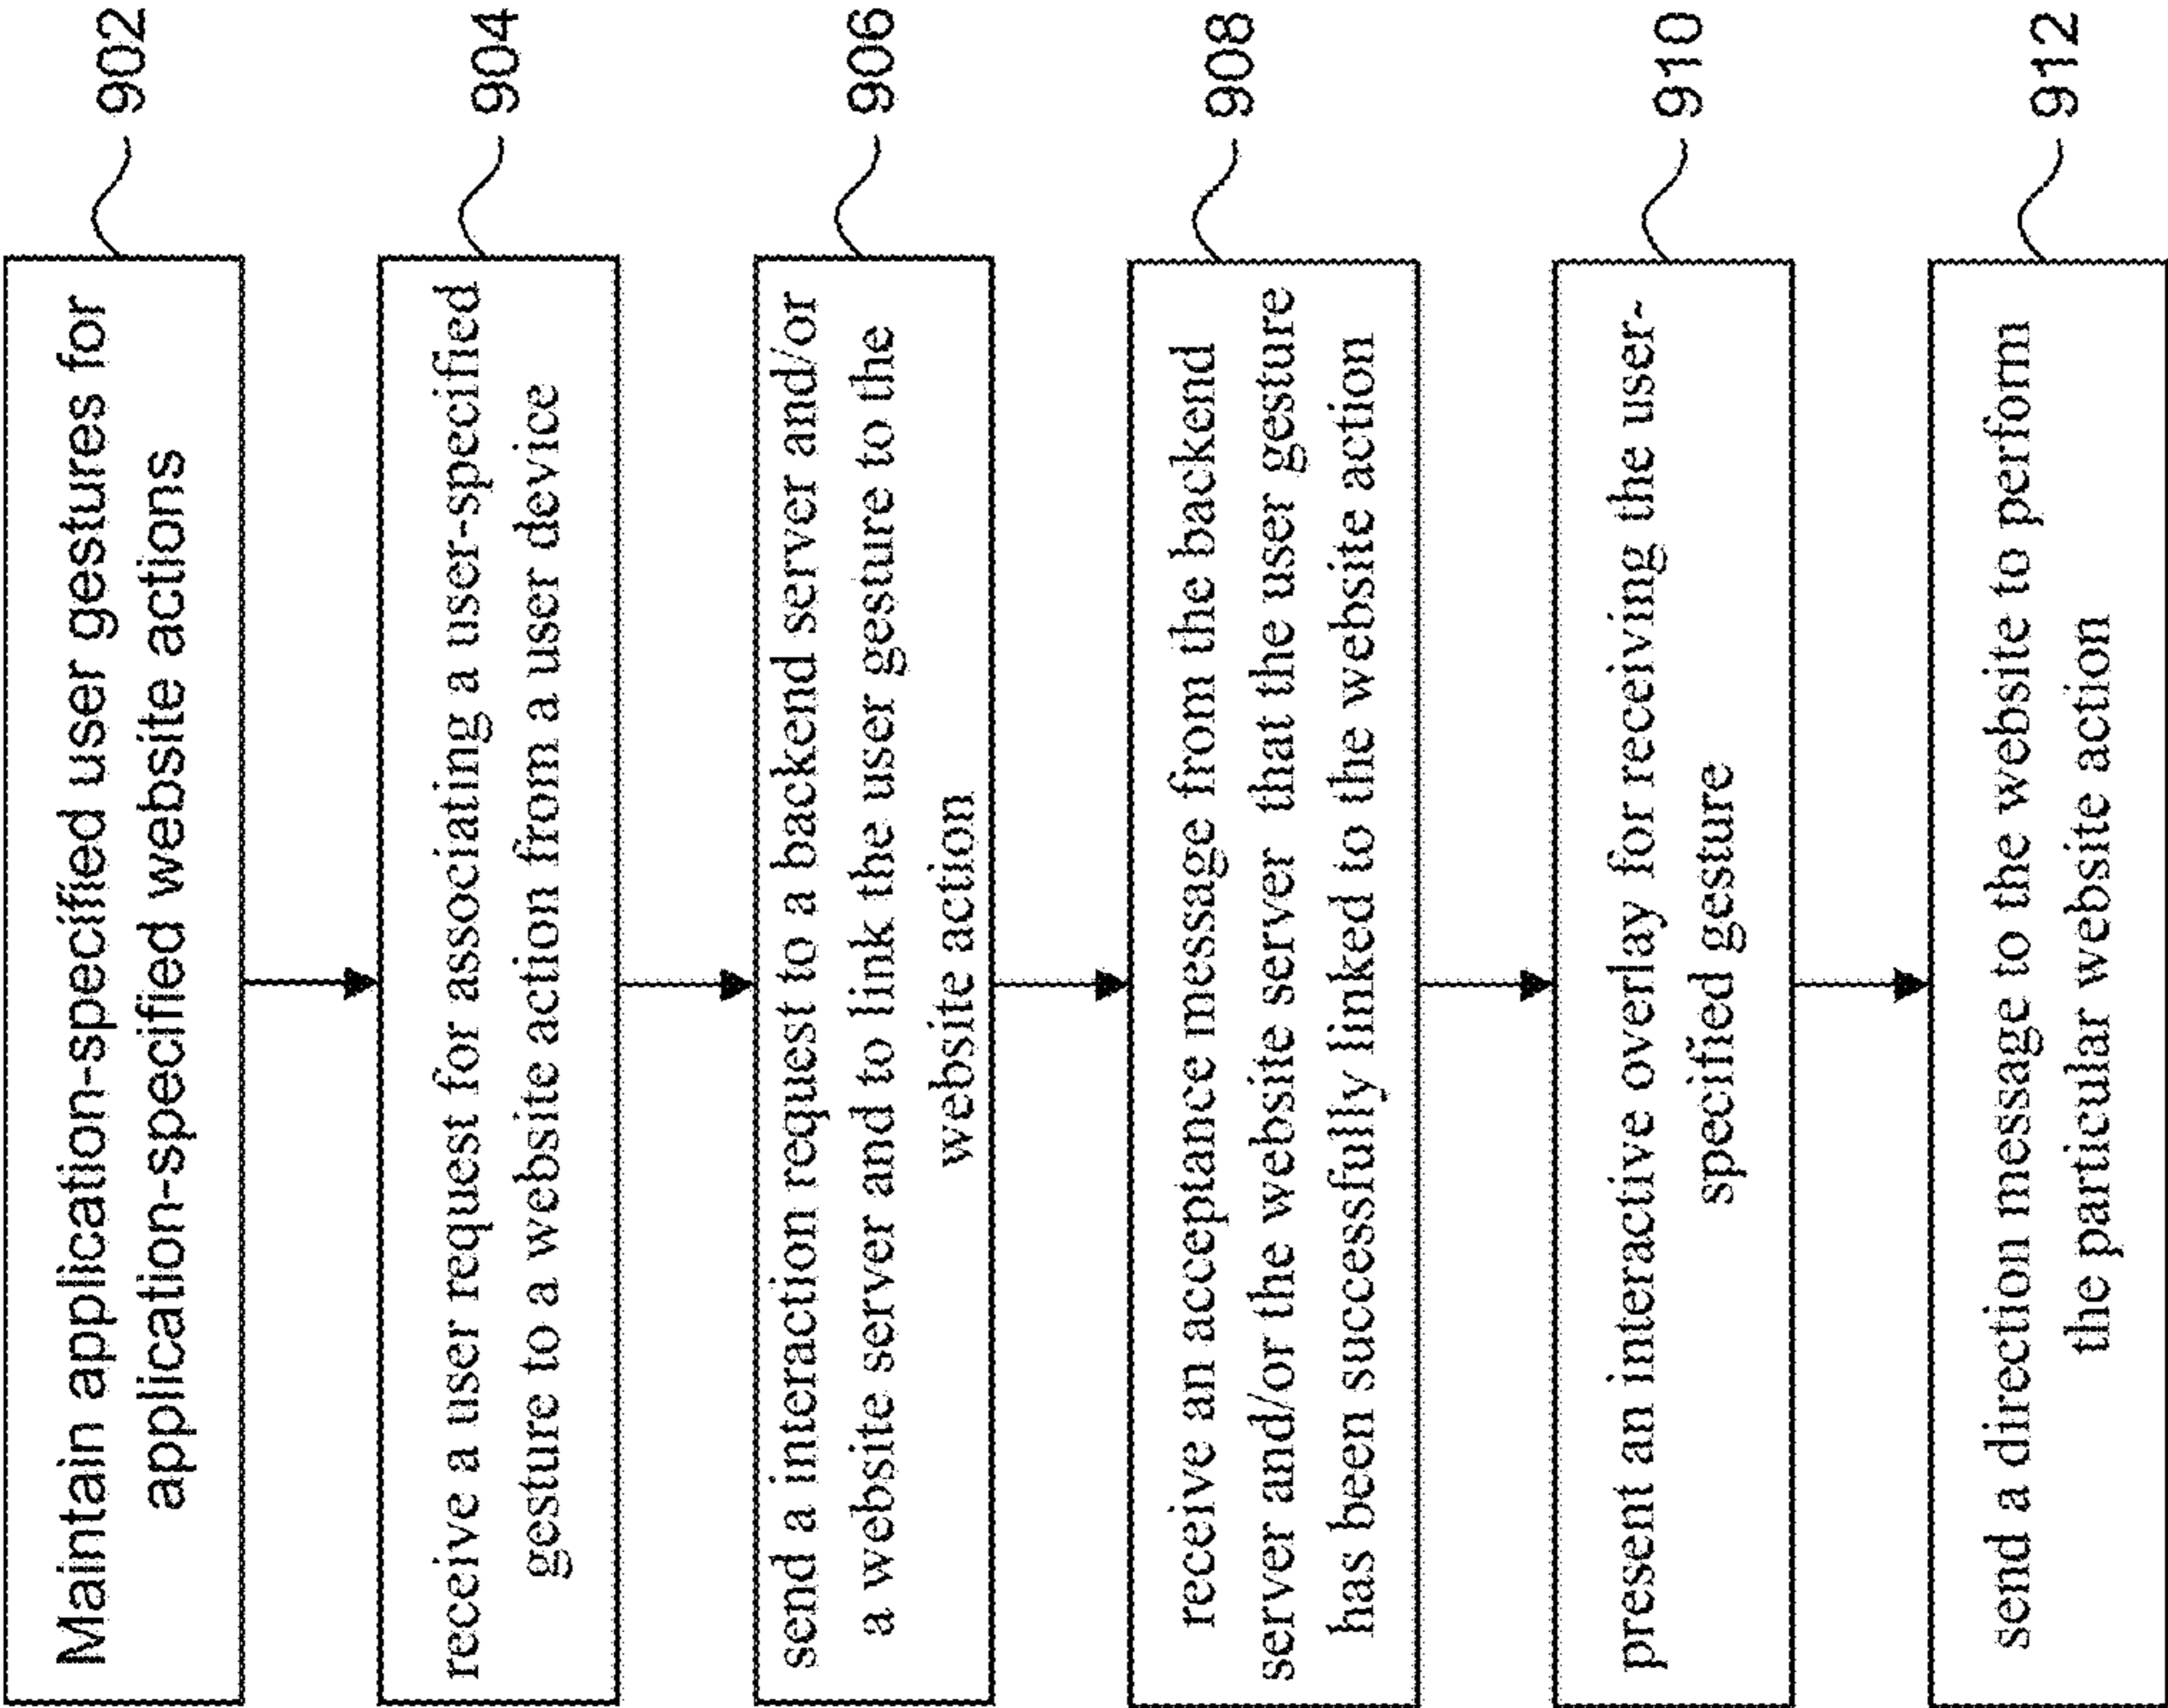 Maintain application-specified user gestures for
application-specified website actions
902
receive a user request for associating a user-specified
gesture to a website action from a user device
904
send a interaction request to a backend server and/or
a website server and to link the user gesture to the
website action
906
receive an acceptance message from the backend
server and/or the website server that the user gesture
has been successfully linked to the website action
908
present an interactive overlay for receiving the user-
specified gesture
910
send a direction message to the website to perform
the particular website action
912